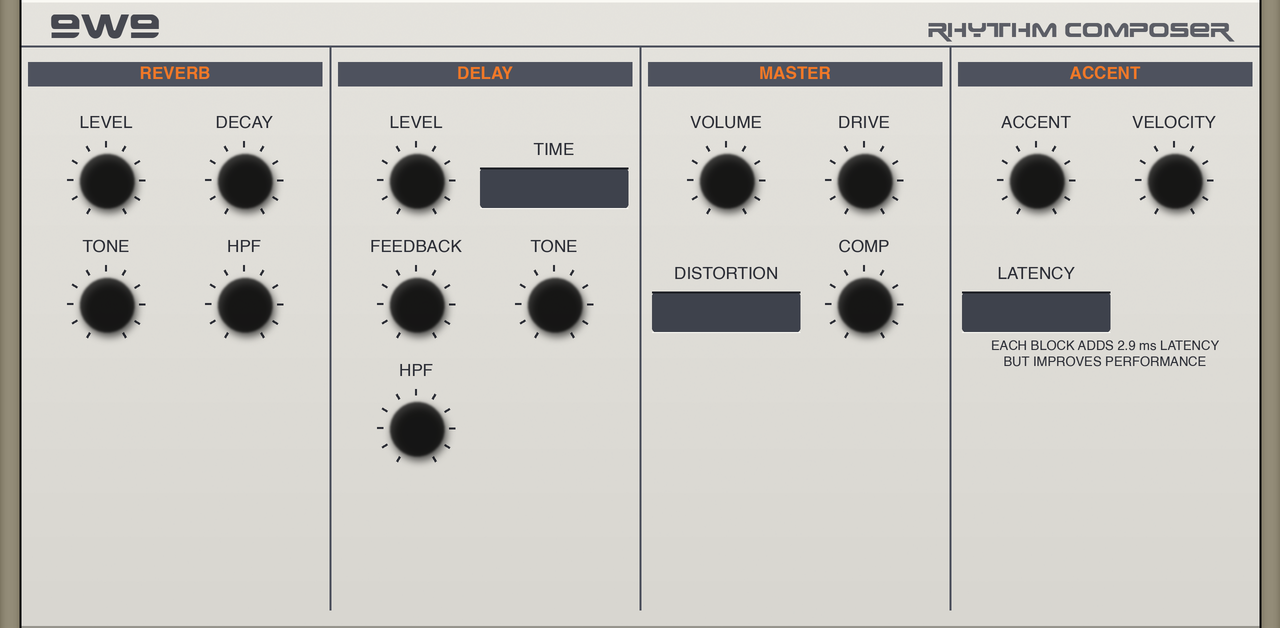 9W9
RHYTHM COMPOSER
REVERB
DELAY
MASTER
ACCENT
LEVEL
DECAY
LEVEL
TIME
VOLUME
DRIVE
ACCENT
VELOCITY
TONE
HPF
FEEDBACK
TONE
DISTORTION
COMP
LATENCY
EACH BLOCK ADDS 2.9 ms LATENCY
BUT IMPROVES PERFORMANCE
HPF